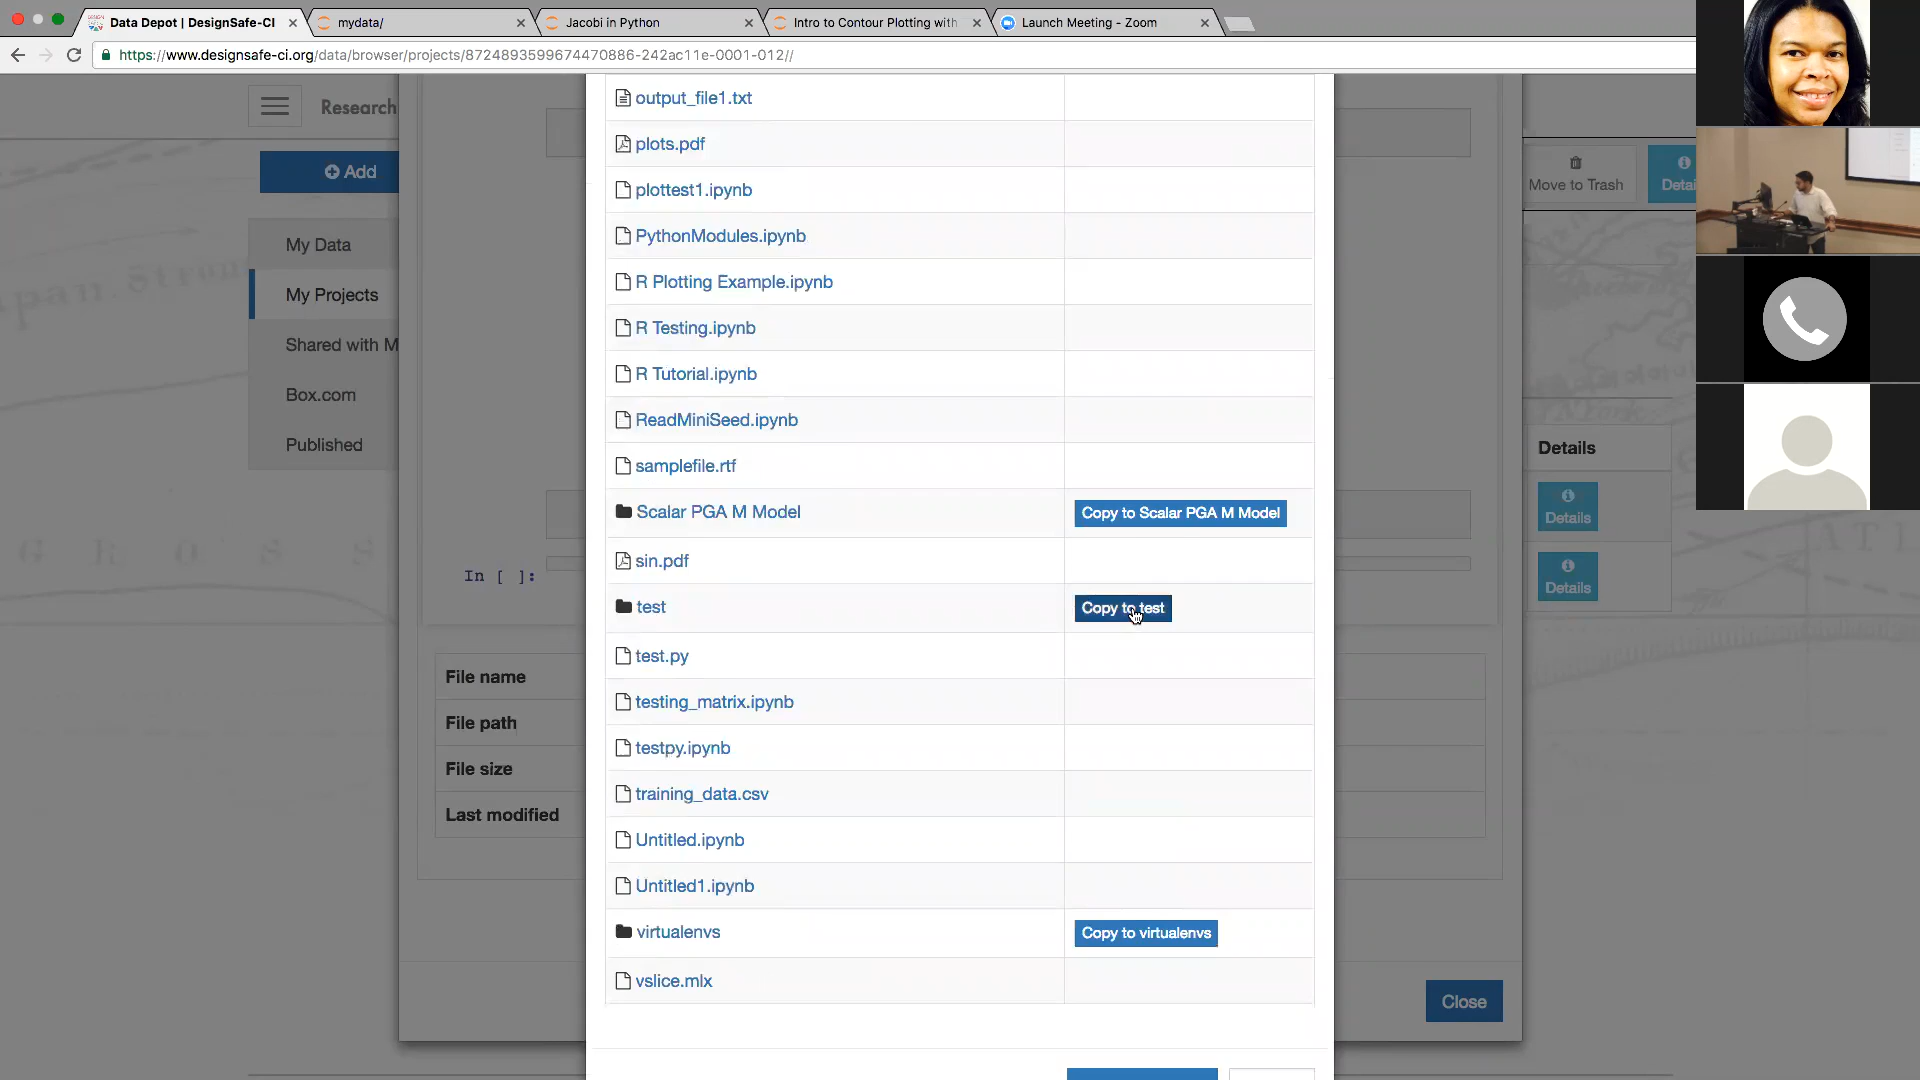 Data Depot | DesignSafe-CI
mydata/
Jacobi in Python
Intro to Contour Plotting with
Launch Meeting - Zoom
https://www.designsafe-ci.org/data/browser/projects/8724893599674470886-242ac11e-0001-012//
Research
Add
My Data
My Projects
Shared with M
Box.com
Published
output_file1.txt
plots.pdf
plottest1.ipynb
PythonModules.ipynb
R Plotting Example.ipynb
R Testing.ipynb
R Tutorial.ipynb
ReadMiniSeed.ipynb
samplefile.rtf
Scalar PGA M Model
Copy to Scalar PGA M Model
sin.pdf
test
Copy to test
test.py
testing_matrix.ipynb
testpy.ipynb
training_data.csv
Untitled.ipynb
Untitled1.ipynb
virtualenvs
Copy to virtualenvs
vslice.mlx
In [ ]:
File name
File path
File size
Last modified
Move to Trash
Detai
Details
Details
Details
Close